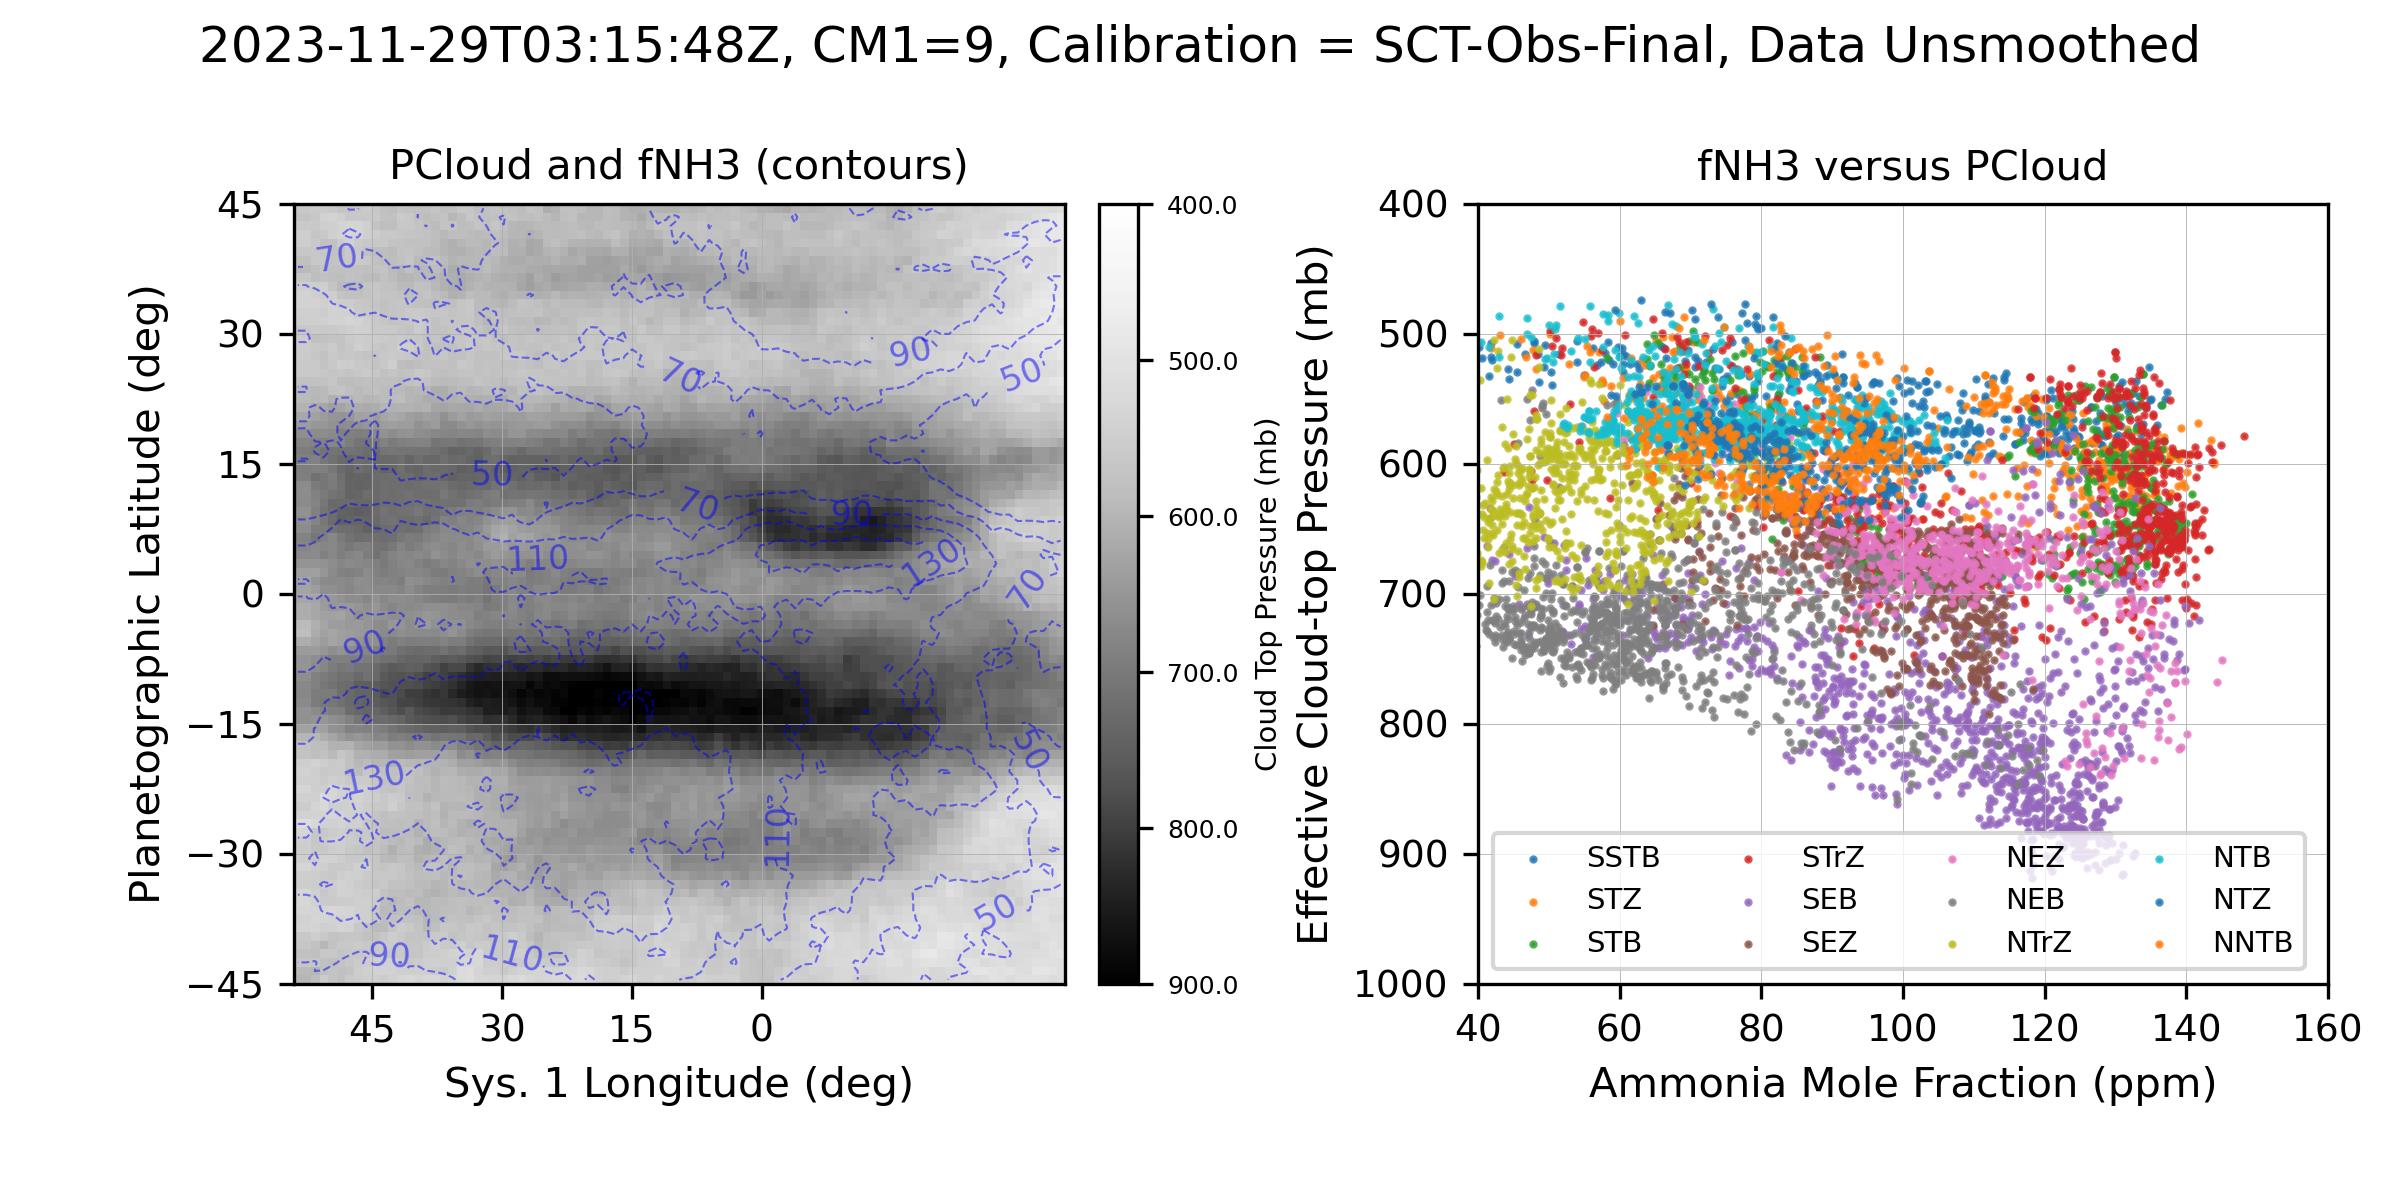 2023-11-29T03:15:48Z, CM1=9, Calibration = SCT-Obs-Final, Data Unsmoothed
PCloud and fNH3 (contours)
45
30
15
0
−15
−30
−45
Planetographic Latitude (deg)
45 30 15 0
Sys. 1 Longitude (deg)
70
90
70
50
50
70
90
110
130
70
90
50
130
110
50
90
110
400.0
500.0
600.0
700.0
800.0
900.0
Cloud Top Pressure (mb)
fNH3 versus PCloud
400
500
600
700
800
900
1000
Effective Cloud-top Pressure (mb)
SSTB STrZ NEZ NTB
STZ SEB NEB NTZ
STB SEZ NTrZ NNTB
40 60 80 100 120 140 160
Ammonia Mole Fraction (ppm)